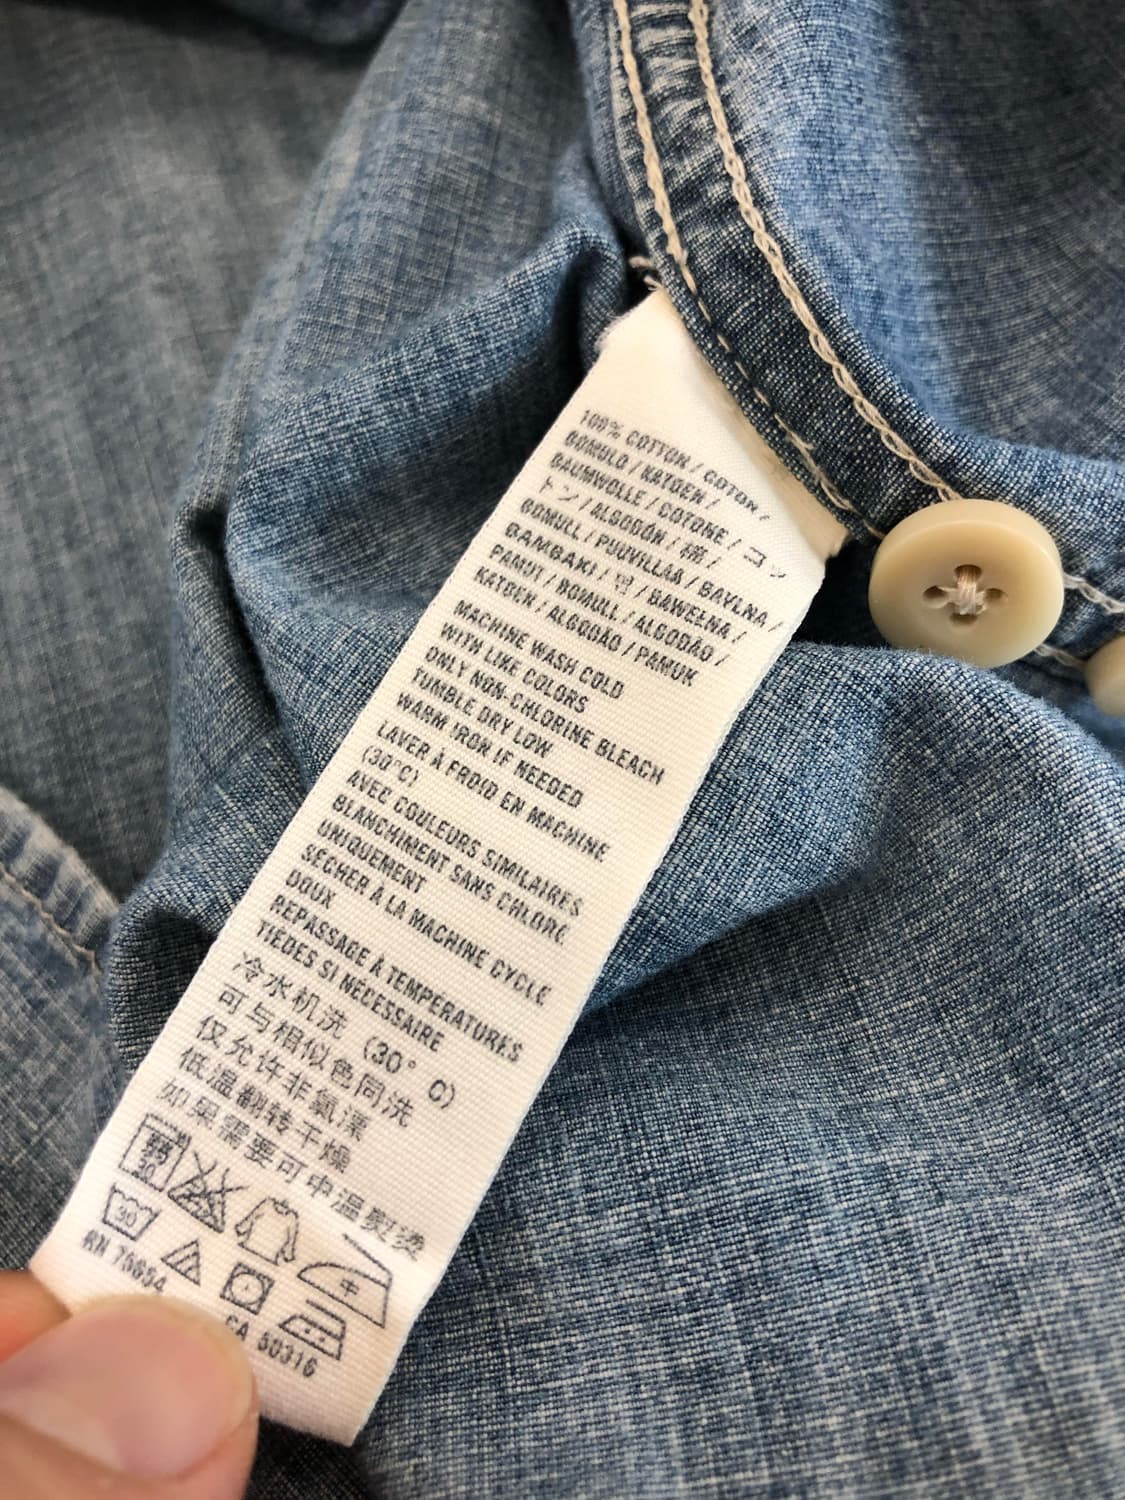 100% COTTON / COTON /
BOMULD / KATOEN /
BAUMWOLLE / COTONE / コッ
トン / ALGODÓN / 棉 /
BOMULL / PUUVILLAA / BAVLNA /
BAMBAKI / 면 / BAWEŁNA /
PAMUT / BOMULL / ALGODÃO /
KATOEN / ALGODÃO / PAMUK
MACHINE WASH COLD
WITH LIKE COLORS
ONLY NON-CHLORINE BLEACH
TUMBLE DRY LOW
WARM IRON IF NEEDED
LAVER À FROID EN MACHINE
(30°C)
AVEC COULEURS SIMILAIRES
BLANCHIMENT SANS CHLORE
UNIQUEMENT
SÉCHER À LA MACHINE CYCLE
DOUX
REPASSAGE À TEMPÉRATURES
TIÈDES SI NÉCESSAIRE
冷水机洗 (30°C)
可与相似色同洗
仅允许非氯漂
低温翻转干燥
如果需要可中温熨烫
30
中
30
RN 75654
CA 50316